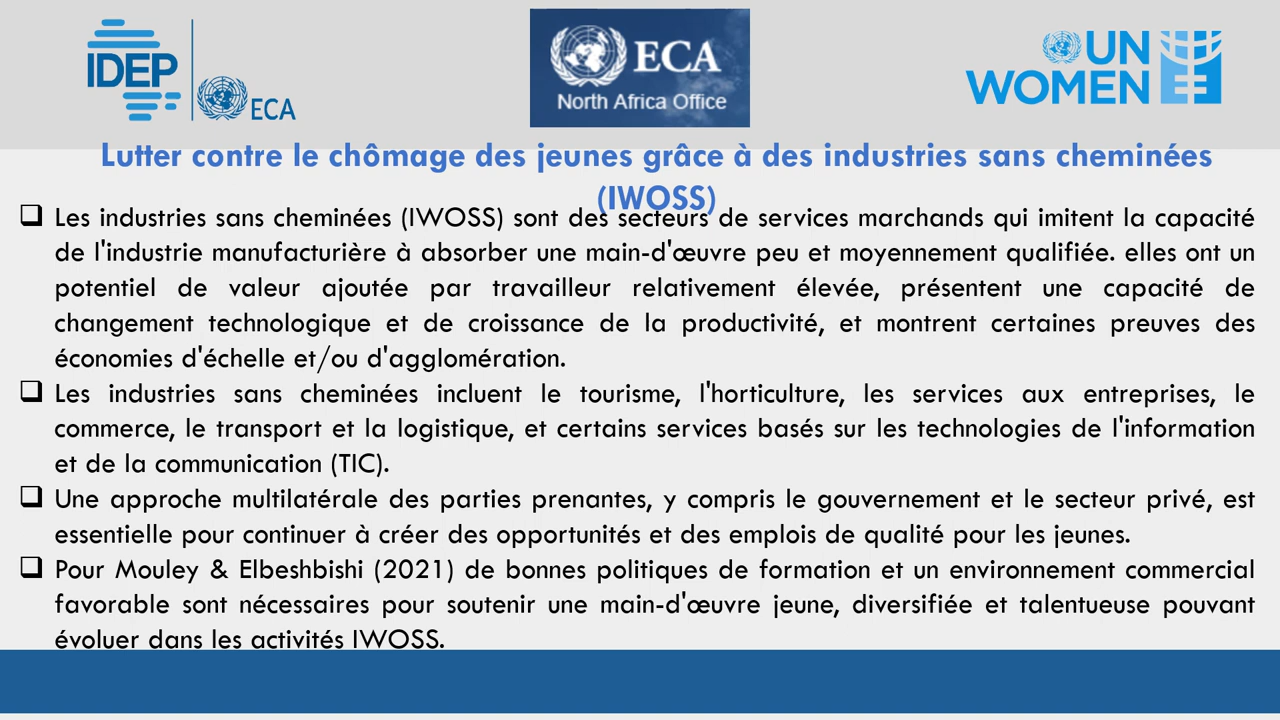 IDEP
ECA
ECA
North Africa Office
UN
WOMEN
Lutter contre le chômage des jeunes grâce à des industries sans cheminées
(IWOSS)
❑ Les industries sans cheminées (IWOSS) sont des secteurs de services marchands qui imitent la capacité
de l'industrie manufacturière à absorber une main-d'œuvre peu et moyennement qualifiée. elles ont un
potentiel de valeur ajoutée par travailleur relativement élevée, présentent une capacité de
changement technologique et de croissance de la productivité, et montrent certaines preuves des
économies d'échelle et/ou d'agglomération.
❑ Les industries sans cheminées incluent le tourisme, l'horticulture, les services aux entreprises, le
commerce, le transport et la logistique, et certains services basés sur les technologies de l'information
et de la communication (TIC).
❑ Une approche multilatérale des parties prenantes, y compris le gouvernement et le secteur privé, est
essentielle pour continuer à créer des opportunités et des emplois de qualité pour les jeunes.
❑ Pour Mouley & Elbeshbishi (2021) de bonnes politiques de formation et un environnement commercial
favorable sont nécessaires pour soutenir une main-d'œuvre jeune, diversifiée et talentueuse pouvant
évoluer dans les activités IWOSS.